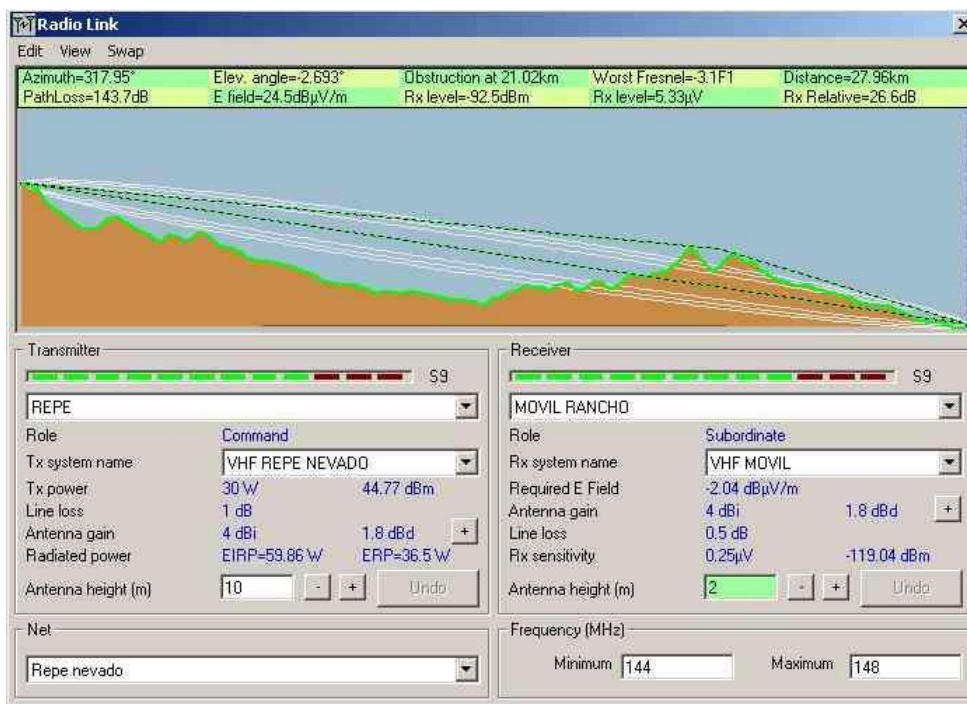 Radio Link
Edit View Swap
Azimuth=317.95° Elev. angle=-2.693° Obstruction at 21.02km Worst Fresnel=-3.1F1 Distance=27.96km
PathLoss=143.7dB E field=24.5dBµV/m Rx level=-92.5dBm Rx level=5.33µV Rx Relative=26.6dB
Transmitter
S9
REPE
Role Command
Tx system name VHF REPE NEVADO
Tx power 30 W 44.77 dBm
Line loss 1 dB
Antenna gain 4 dBi 1.8 dBd +
Radiated power EIRP=59.86 W ERP=36.5 W
Antenna height (m) 10 - + Undo
Net
Repe nevado
Receiver
S9
MOVIL RANCHO
Role Subordinate
Rx system name VHF MOVIL
Required E Field -2.04 dBµV/m
Antenna gain 4 dBi 1.8 dBd +
Line loss 0.5 dB
Rx sensitivity 0.25µV -119.04 dBm
Antenna height (m) 2 - + Undo
Frequency (MHz)
Minimum 144 Maximum 148